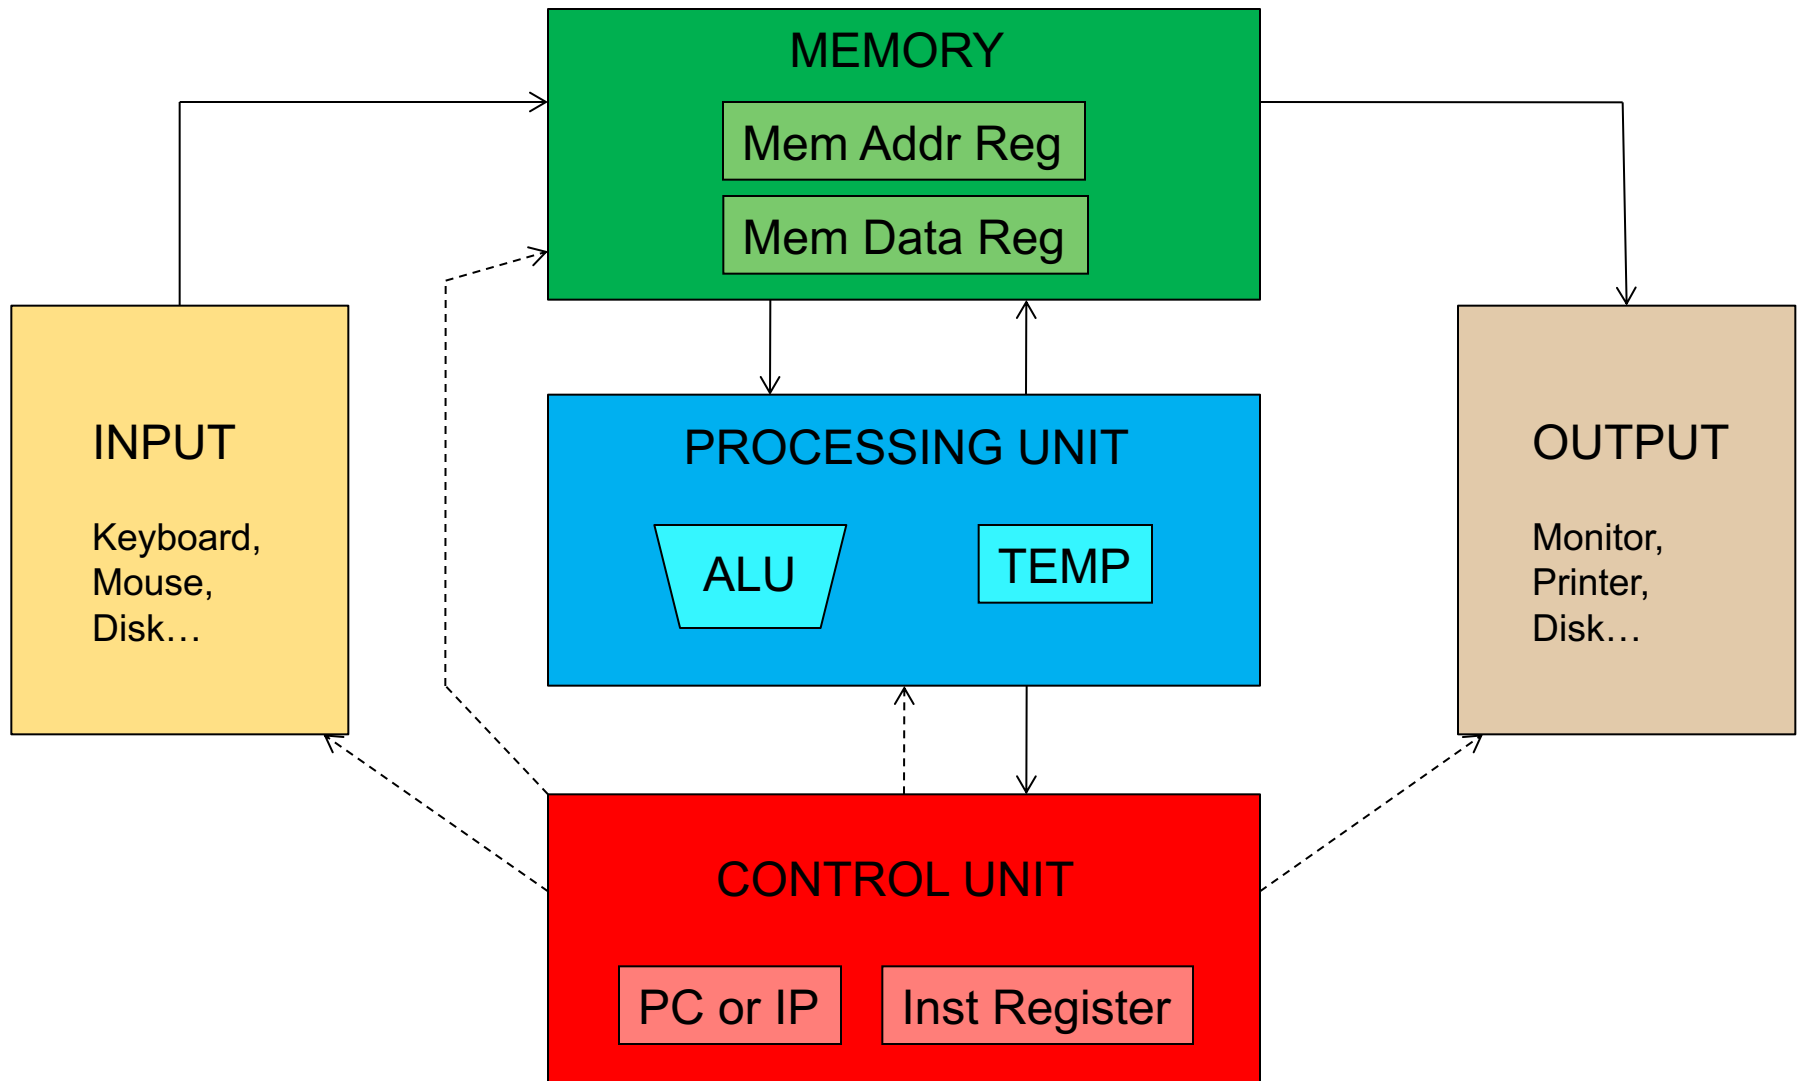 MEMORY
Mem Addr Reg
Mem Data Reg
INPUT
Keyboard,
Mouse,
Disk…
PROCESSING UNIT
ALU
TEMP
OUTPUT
Monitor,
Printer,
Disk…
CONTROL UNIT
PC or IP
Inst Register